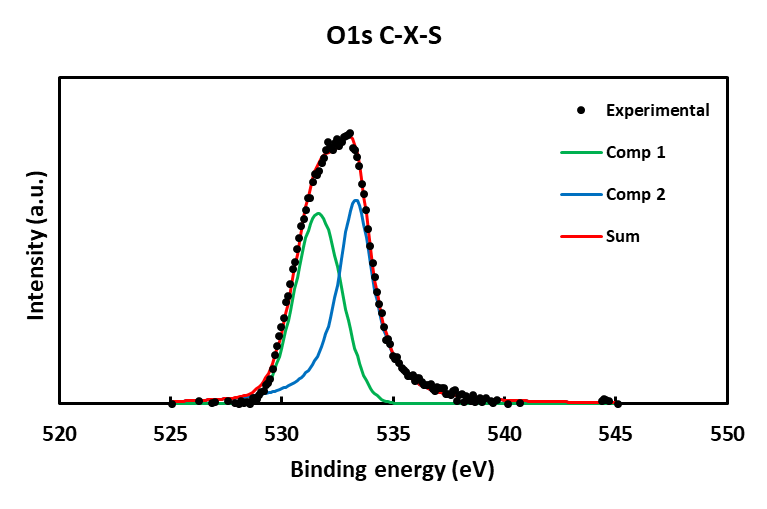 O1s C-X-S
Experimental
Comp 1
Comp 2
Sum
Intensity (a.u.)
520 525 530 535 540 545 550
Binding energy (eV)